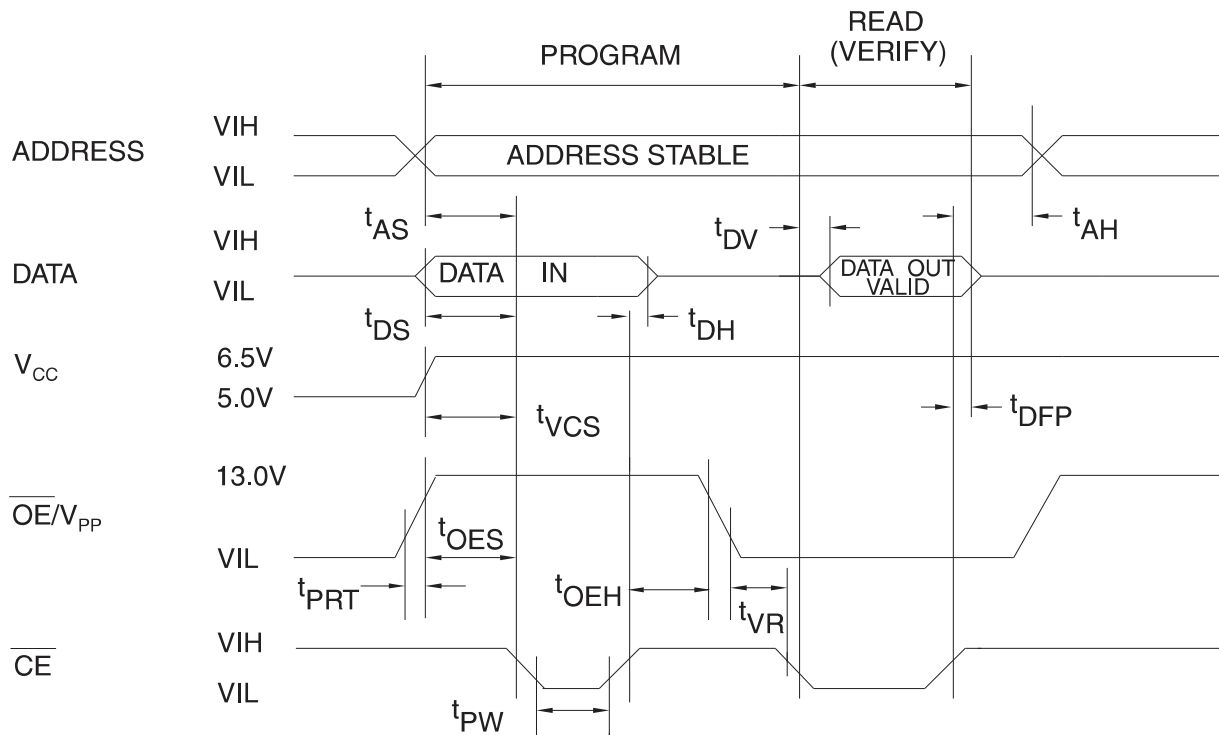 PROGRAM
READ
(VERIFY)
ADDRESS
VIH
VIL
ADDRESS STABLE
tAS
tDV
tAH
DATA
VIH
VIL
DATA IN
DATA OUT
VALID
tDS
tDH
VCC
6.5V
5.0V
tVCS
tDFP
OE/VPP
13.0V
VIL
tOES
tPRT
tOEH
tVR
CE
VIH
VIL
tPW